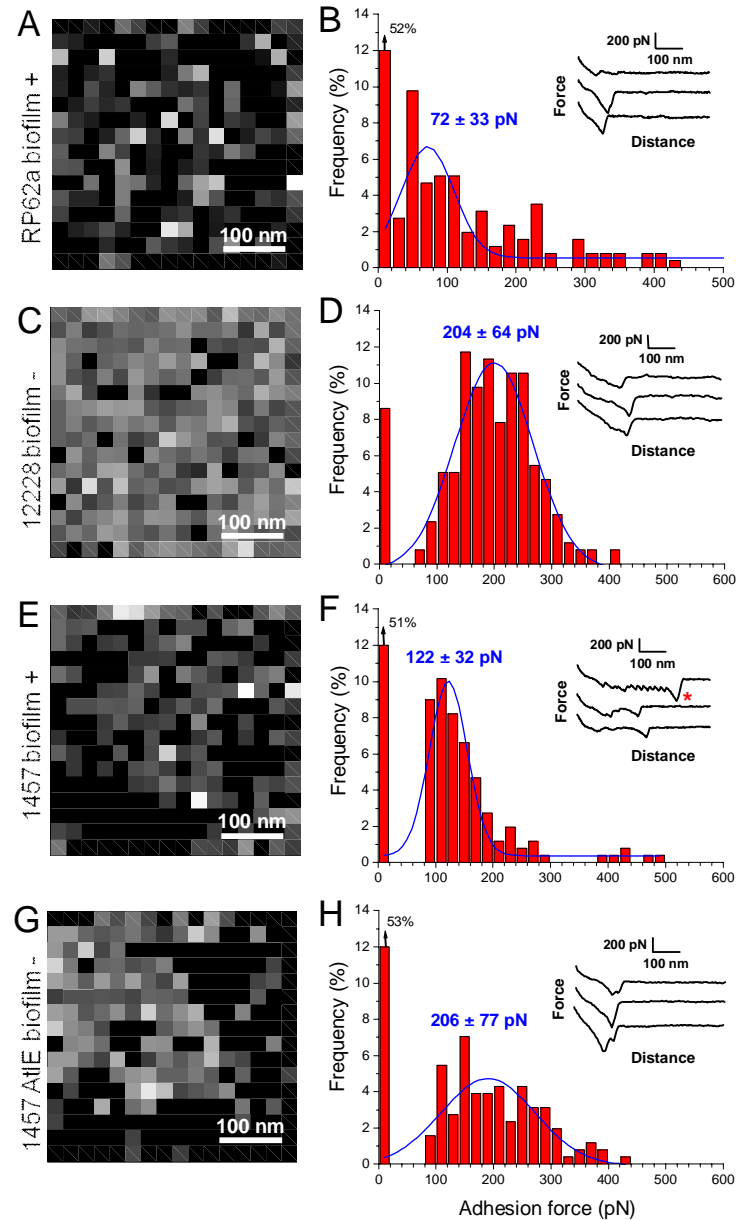 A
RP62a biofilm +
100 nm
B
Frequency (%)
14
12
10
8
6
4
2
0
52%
72 ± 33 pN
200 pN
100 nm
Force
Distance
0 100 200 300 400 500
C
12228 biofilm -
100 nm
D
Frequency (%)
14
12
10
8
6
4
2
0
204 ± 64 pN
200 pN
100 nm
Force
Distance
0 100 200 300 400 500 600
E
1457 biofilm +
100 nm
F
Frequency (%)
14
12
10
8
6
4
2
0
51%
122 ± 32 pN
200 pN
100 nm
*
Force
Distance
0 100 200 300 400 500 600
G
1457 AtlE biofilm -
100 nm
H
Frequency (%)
14
12
10
8
6
4
2
0
53%
206 ± 77 pN
200 pN
100 nm
Force
Distance
0 100 200 300 400 500 600
Adhesion force (pN)